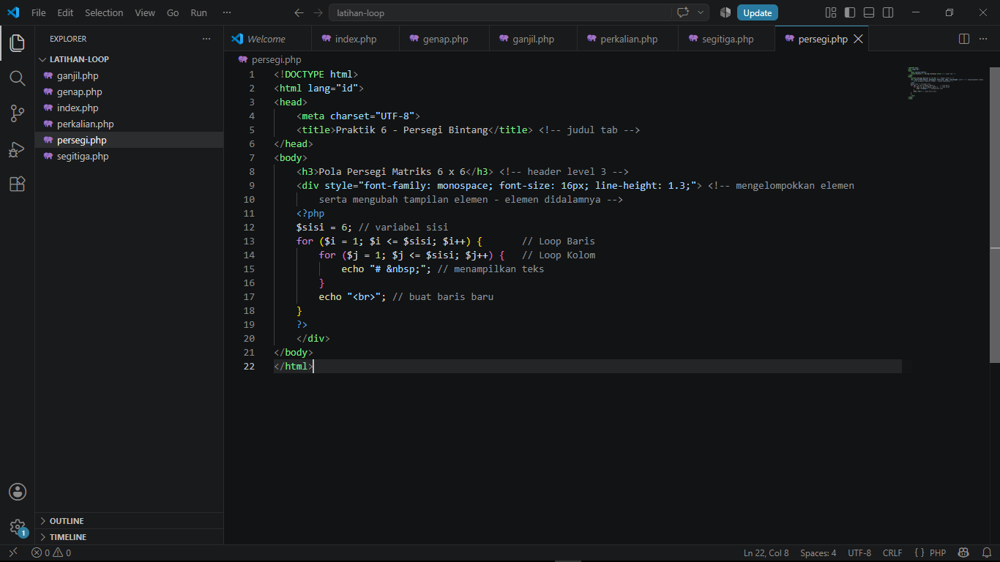 File Edit Selection View Go Run ··· latihan-loop Update
EXPLORER ···
Welcome index.php genap.php ganjil.php perkalian.php segitiga.php persegi.php ···
LATIHAN-LOOP
ganjil.php
genap.php
index.php
perkalian.php
persegi.php
segitiga.php
persegi.php
1 <!DOCTYPE html>
2 <html lang="id">
3 <head>
4     <meta charset="UTF-8">
5     <title>Praktik 6 - Persegi Bintang</title> <!-- judul tab -->
6 </head>
7 <body>
8     <h3>Pola Persegi Matriks 6 x 6</h3> <!-- header level 3 -->
9     <div style="font-family: monospace; font-size: 16px; line-height: 1.3;"> <!-- mengelompokkan elemen
10         serta mengubah tampilan elemen - elemen didalamnya -->
11     <?php
12     $sisi = 6; // variabel sisi
13     for ($i = 1; $i <= $sisi; $i++) {       // Loop Baris
14         for ($j = 1; $j <= $sisi; $j++) {   // Loop Kolom
15             echo "# &nbsp;"; // menampilkan teks
16         }
17         echo "<br>"; // buat baris baru
18     }
19     ?>
20     </div>
21 </body>
22 </html>
OUTLINE
TIMELINE
1
0 0 Ln 22, Col 8 Spaces: 4 UTF-8 CRLF { } PHP